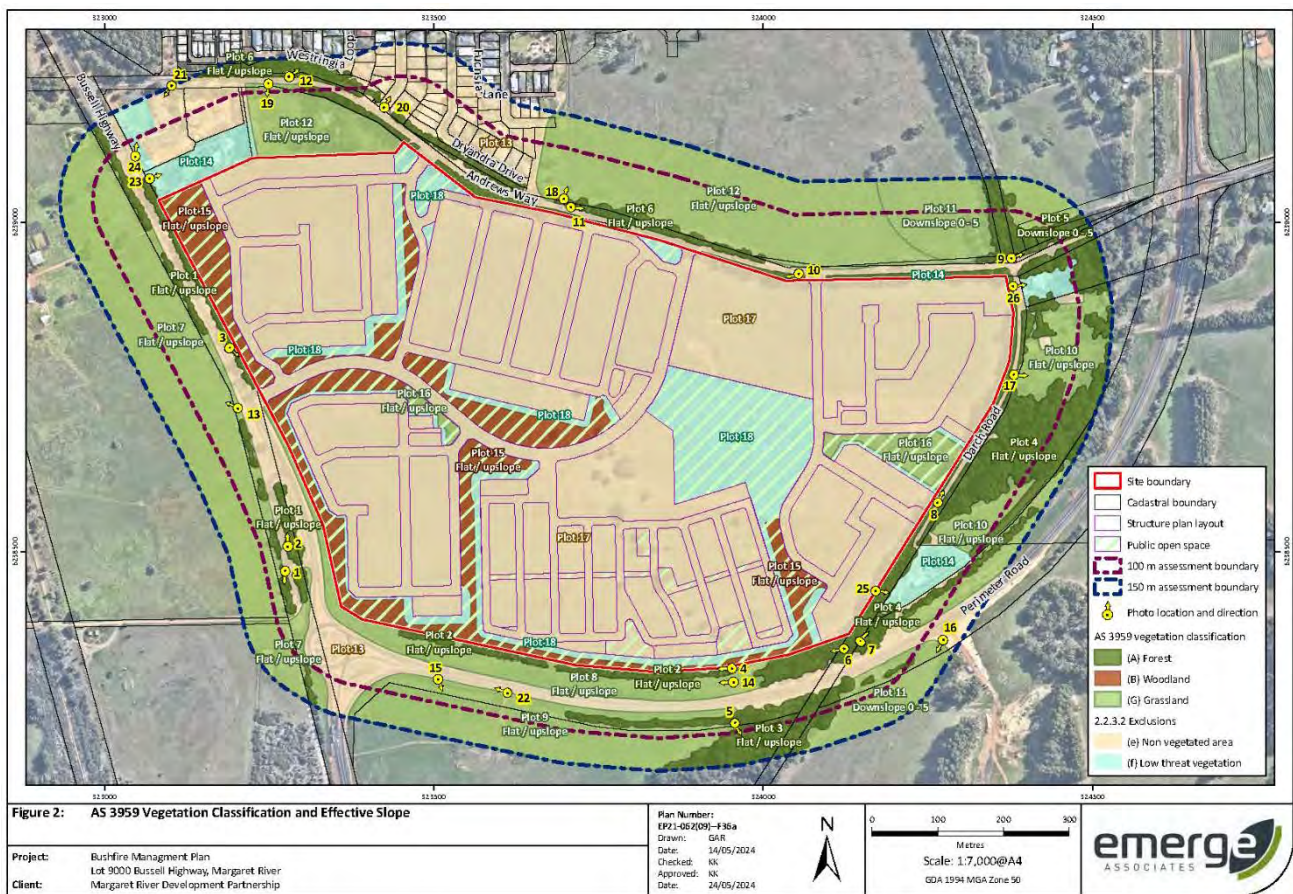 323000 323500 324000 324500
6239000
6238500
6239000
6238500
Bussell Highway
Westringia
Loop
Lane
Dryandra Drive
Andrews Way
Darch Road
Perimeter Road
21
Plot 6
Flat / upslope
12
19
20
Plot 12
Flat / upslope
Plot 13
24
23
Plot 14
Plot 15
Flat / upslope
Plot 18
18
11
Plot 6
Flat / upslope
Plot 12
Flat / upslope
Plot 11
Downslope 0 - 5
Plot 5
Downslope 0 - 5
9
10
Plot 14
26
Plot 1
Flat / upslope
Plot 7
Flat / upslope
3
Plot 17
Plot 10
Flat / upslope
17
Plot 18
13
Plot 16
Flat / upslope
Plot 18
Plot 18
Plot 16
Flat / upslope
Plot 4
Flat / upslope
Plot 15
Flat / upslope
8
Plot 1
Flat / upslope
2
1
Plot 17
Plot 10
Flat / upslope
Plot 14
Plot 15
Flat / upslope
25
Plot 4
Flat / upslope
Plot 7
Flat / upslope
Plot 13
Plot 2
Flat / upslope
Plot 18
Plot 2
Flat / upslope
4
14
6
7
16
15
22
Plot 8
Flat / upslope
Plot 9
Flat / upslope
5
Plot 3
Flat / upslope
Plot 11
Downslope 0 - 5
Site boundary
Cadastral boundary
Structure plan layout
Public open space
100 m assessment boundary
150 m assessment boundary
Photo location and direction
AS 3959 vegetation classification
(A) Forest
(B) Woodland
(G) Grassland
2.2.3.2 Exclusions
(e) Non vegetated area
(f) Low threat vegetation
323000 323500 324000 324500
Figure 2: AS 3959 Vegetation Classification and Effective Slope
Project: Bushfire Managment Plan
Lot 9000 Bussell Highway, Margaret River
Client: Margaret River Development Partnership
Plan Number:
EP21-062(09)--F36a
Drawn: GAR
Date: 14/05/2024
Checked: KK
Approved: KK
Date: 24/05/2024
N
0 100 200 300
Metres
Scale: 1:7,000@A4
GDA 1994 MGA Zone 50
emerge
ASSOCIATES